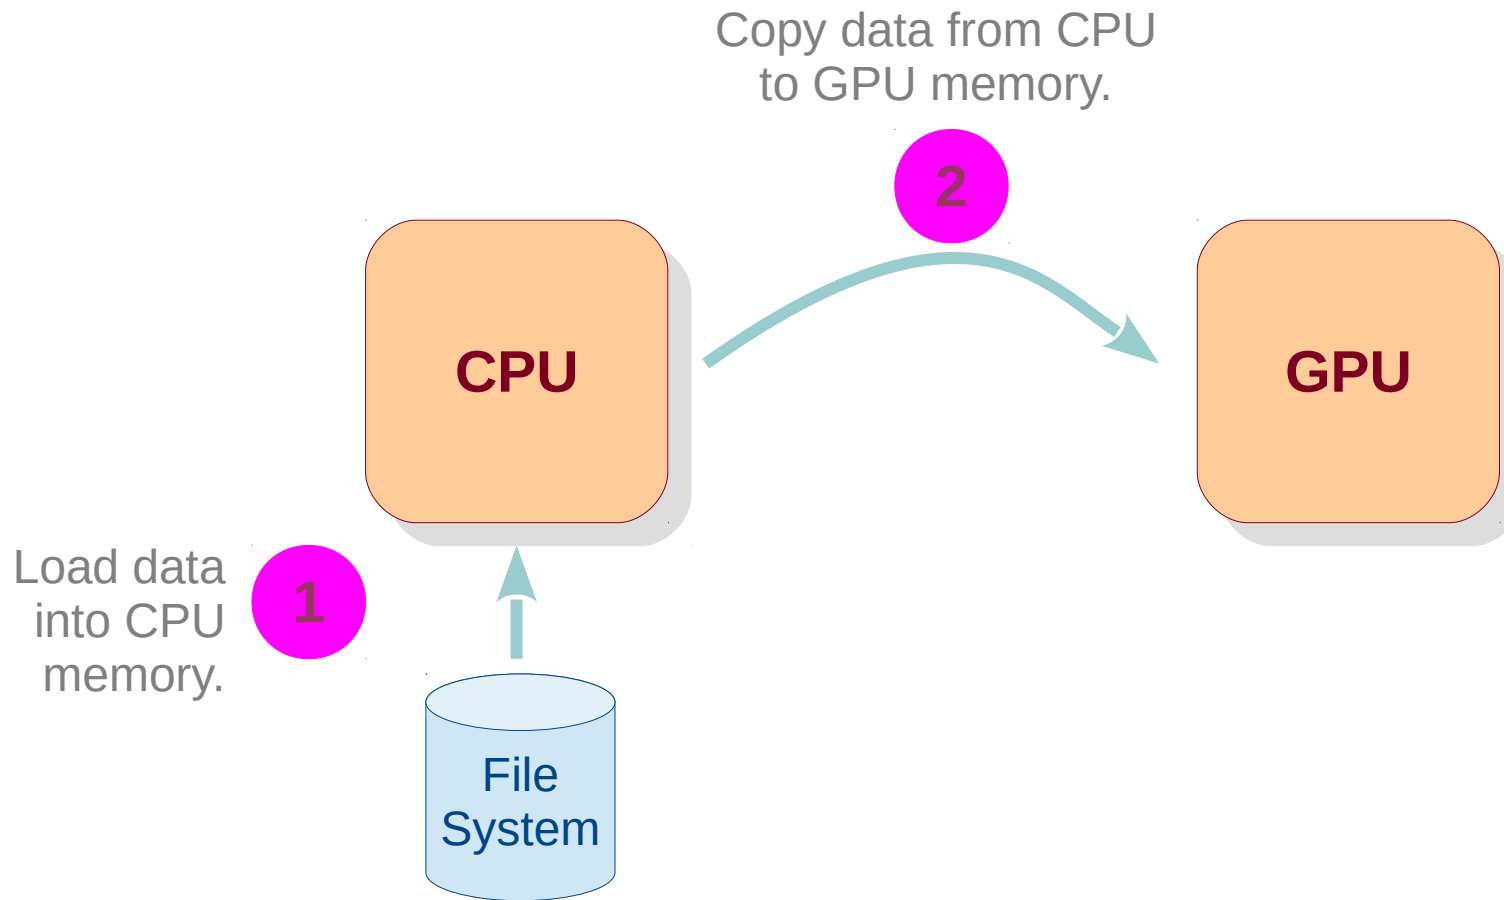 Copy data from CPU
to GPU memory.
2
CPU
GPU
Load data
into CPU
memory.
1
File
System